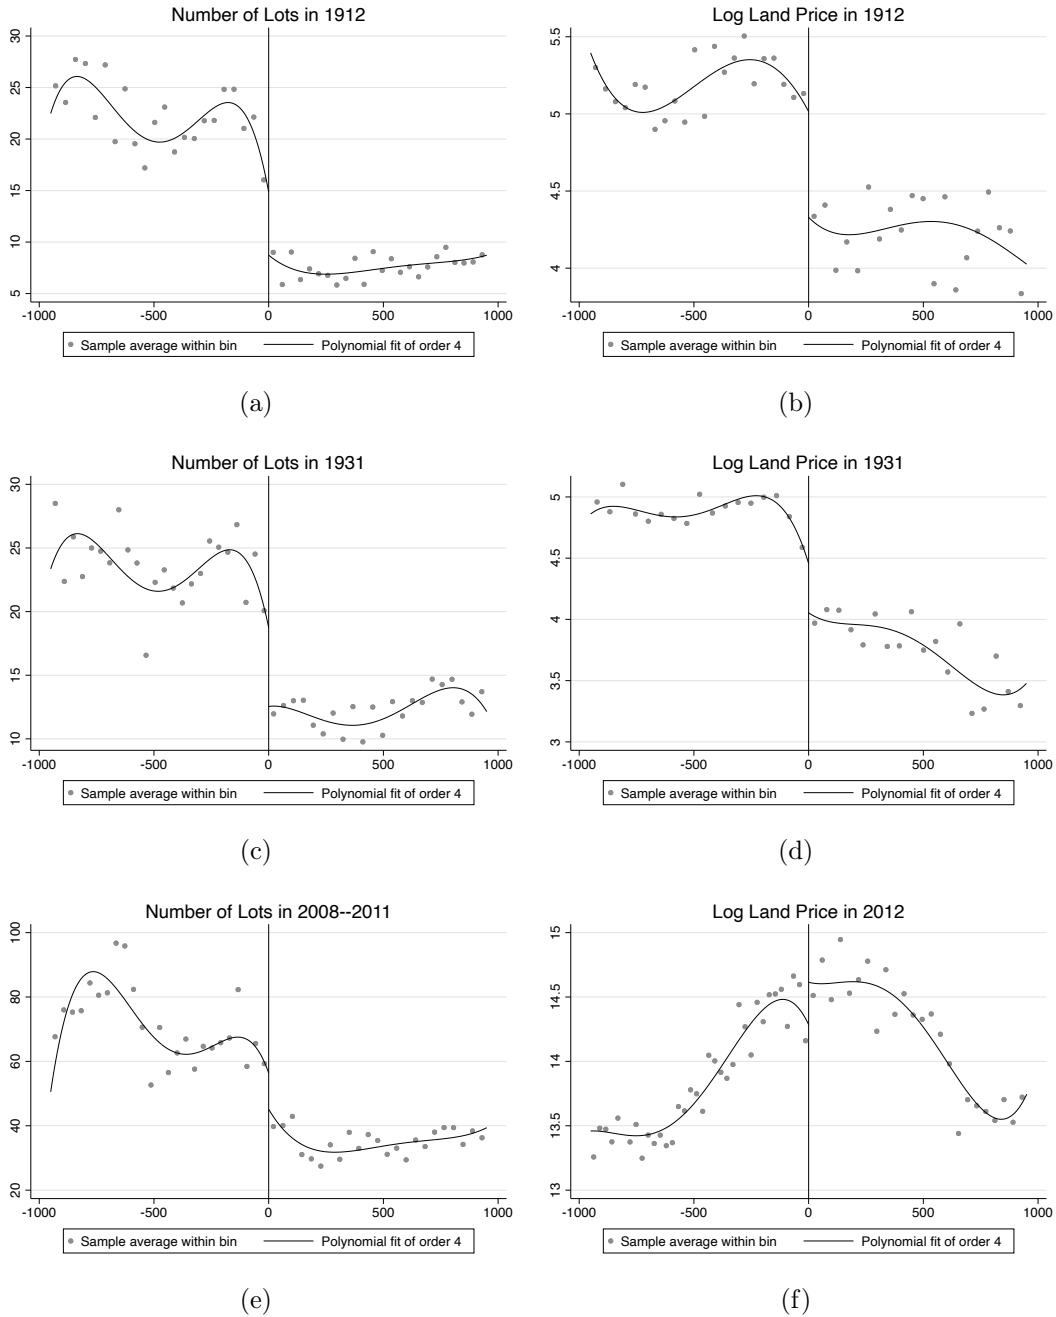 Number of Lots in 1912
30
25
20
15
10
5
-1000 -500 0 500 1000
Sample average within bin Polynomial fit of order 4
(a)
Log Land Price in 1912
5.5
5
4.5
4
-1000 -500 0 500 1000
Sample average within bin Polynomial fit of order 4
(b)
Number of Lots in 1931
30
25
20
15
10
-1000 -500 0 500 1000
Sample average within bin Polynomial fit of order 4
(c)
Log Land Price in 1931
5
4.5
4
3.5
3
-1000 -500 0 500 1000
Sample average within bin Polynomial fit of order 4
(d)
Number of Lots in 2008--2011
100
80
60
40
20
-1000 -500 0 500 1000
Sample average within bin Polynomial fit of order 4
(e)
Log Land Price in 2012
15
14.5
14
13.5
13
-1000 -500 0 500 1000
Sample average within bin Polynomial fit of order 4
(f)